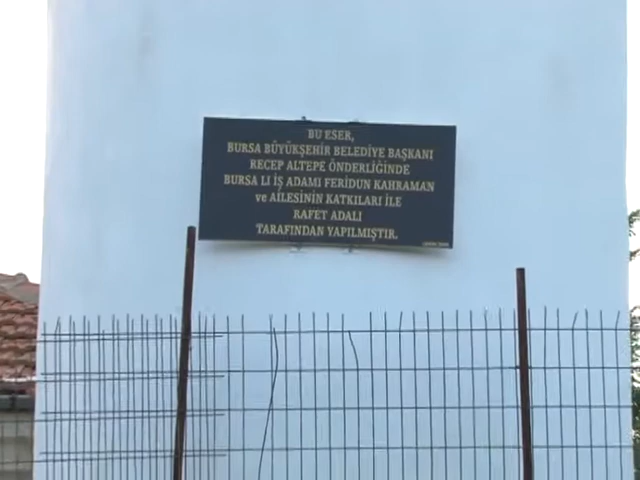 BU ESER,
BURSA BÜYÜKŞEHİR BELEDİYE BAŞKANI
RECEP ALTEPE ÖNDERLİĞİNDE
BURSA LI İŞ ADAMI FERİDUN KAHRAMAN
ve AİLESİNİN KATKILARI İLE
RAFET ADALI
TARAFINDAN YAPILMIŞTIR.